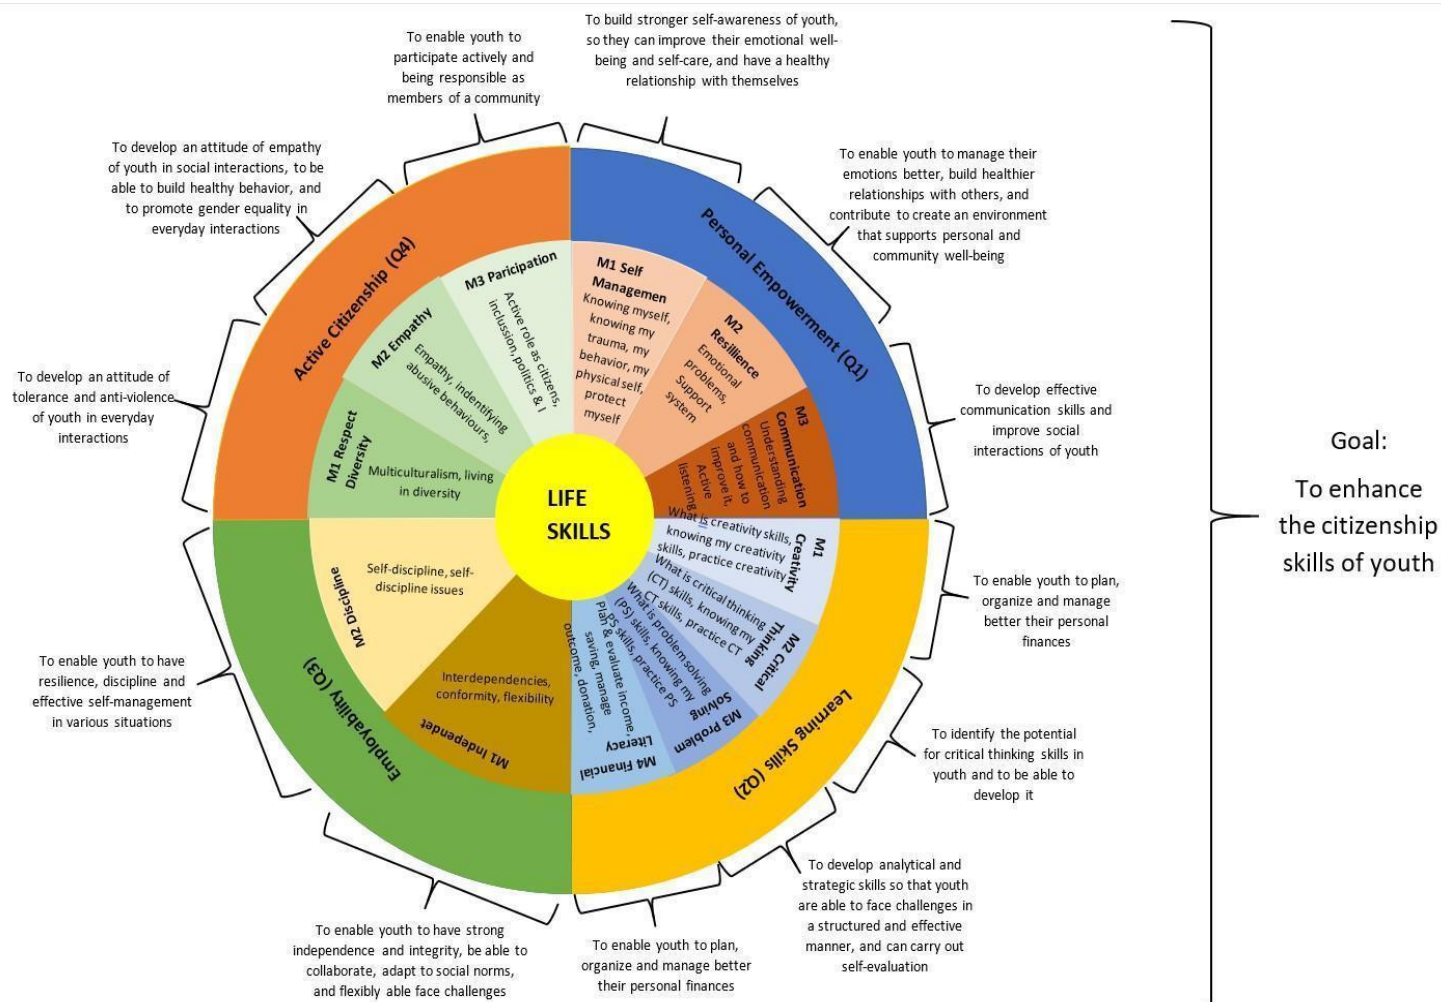 To build stronger self-awareness of youth,
so they can improve their emotional well-
being and self-care, and have a healthy
relationship with themselves
To enable youth to
participate actively and
being responsible as
members of a community
To develop an attitude of empathy
of youth in social interactions, to be
able to build healthy behavior, and
to promote gender equality in
everyday interactions
To enable youth to manage their
emotions better, build healthier
relationships with others, and
contribute to create an environment
that supports personal and
community well-being
To develop an attitude of
tolerance and anti-violence
of youth in everyday
interactions
To develop effective
communication skills and
improve social
interactions of youth
Goal:
To enhance
the citizenship
skills of youth
Personal Empowerment (Q1)
M1 Self
Managemen
Knowing myself,
knowing my
trauma, my
behavior, my
physical self,
protect
myself
M2
Resillience
Emotional
problems,
Support
system
M3
Communication
Understanding
communication
and how to
improve it,
Active
listening
Active Citizenship (Q4)
M3 Paricipation
Active role as citizens,
inclussion, politics & I
M2 Empathy
Empathy, indentifying
abusive behaviours,
M1 Respect
Diversity
Multiculturalism, living
in diversity
LIFE
SKILLS
Learning Skills (Q2)
M1
Creativity
What is creativity skills,
knowing my creativity
skills, practice creativity
M2 Critical
Thinking
What is critical thinking
(CT) skills, knowing my
CT skills, practice CT
M3 Problem
Solving
What is problem solving
(PS) skills, knowing my
PS skills, practice PS
M4 Financial
Literacy
Plan & evaluate income,
saving, manage
outcome, donation,
Employability (Q3)
M2 Discipline
Self-discipline, self-
discipline issues
M1 Independet
Interdependencies,
conformity, flexibility
To enable youth to plan,
organize and manage
better their personal
finances
To enable youth to have
resilience, discipline and
effective self-management
in various situations
To identify the potential
for critical thinking skills in
youth and to be able to
develop it
To develop analytical and
strategic skills so that youth
are able to face challenges in
a structured and effective
manner, and can carry out
self-evaluation
To enable youth to have strong
independence and integrity, be able to
collaborate, adapt to social norms,
and flexibly able face challenges
To enable youth to plan,
organize and manage better
their personal finances